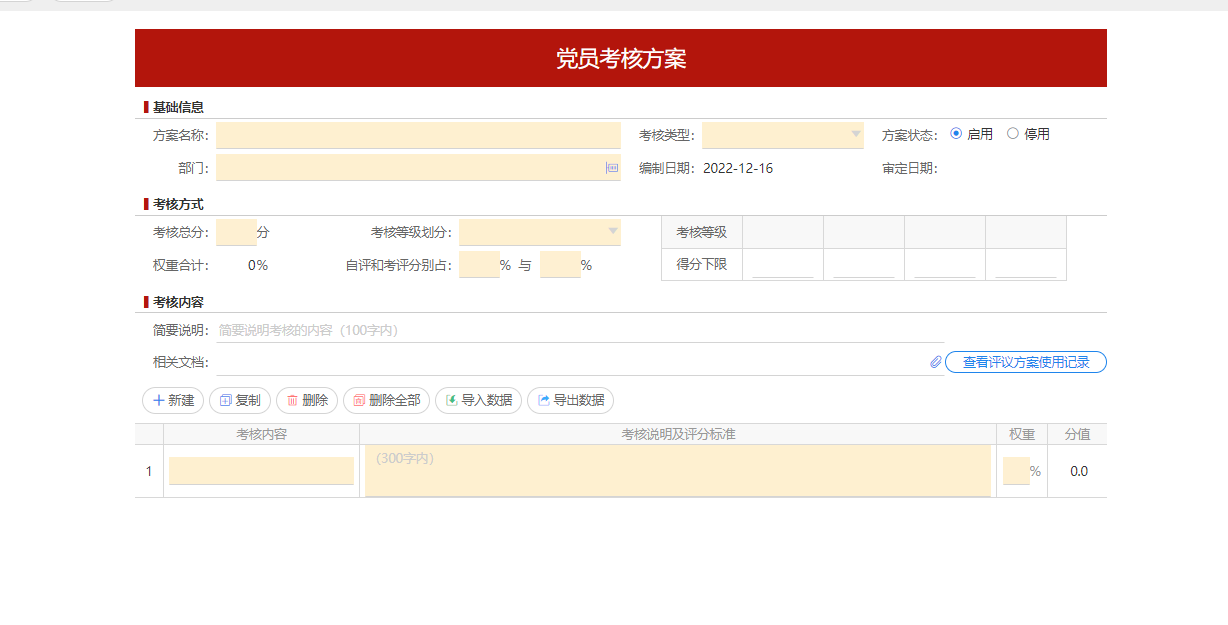 党员考核方案
基础信息
方案名称: 考核类型: 方案状态: 启用 停用
部门: 编制日期: 2022-12-16 审定日期:
考核方式
考核总分: 分 考核等级划分: 考核等级
权重合计: 0% 自评和考评分别占: % 与 % 得分下限
考核内容
简要说明: 简要说明考核的内容（100字内）
相关文档: 查看评议方案使用记录
新建 复制 删除 删除全部 导入数据 导出数据
考核内容 考核说明及评分标准 权重 分值
(300字内)
1 % 0.0